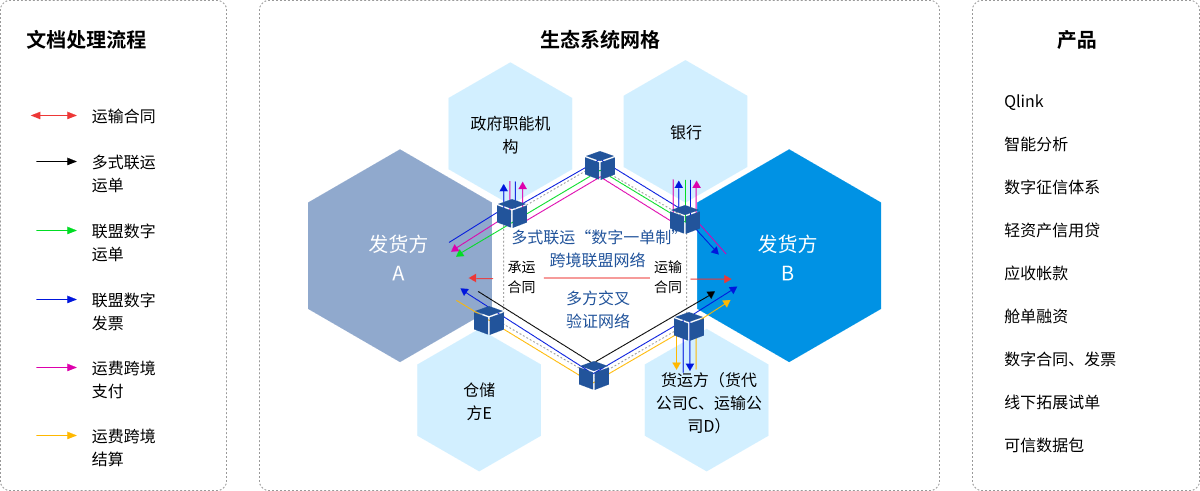 文档处理流程
运输合同
多式联运
运单
联盟数字
运单
联盟数字
发票
运费跨境
支付
运费跨境
结算
生态系统网格
政府职能机
构
银行
发货方
A
发货方
B
多式联运“数字一单制”
跨境联盟网络
承运
合同
运输
合同
多方交叉
验证网络
仓储
方E
货运方（货代
公司C、运输公
司D）
产品
Qlink
智能分析
数字征信体系
轻资产信用贷
应收帐款
舱单融资
数字合同、发票
线下拓展试单
可信数据包